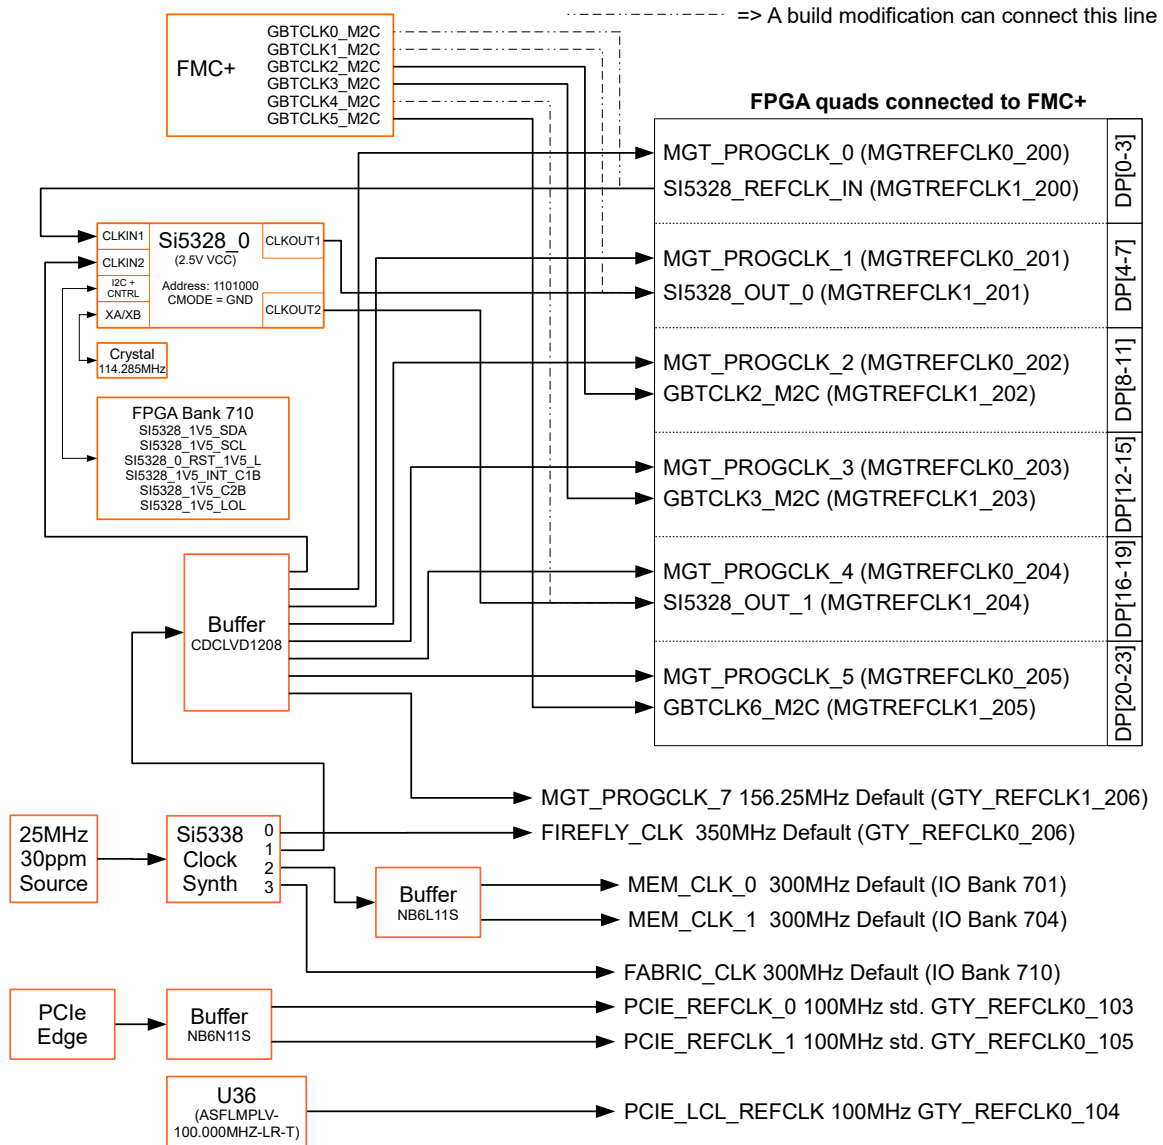 => A build modification can connect this line
FMC+
GBTCLK0_M2C
GBTCLK1_M2C
GBTCLK2_M2C
GBTCLK3_M2C
GBTCLK4_M2C
GBTCLK5_M2C
FPGA quads connected to FMC+
MGT_PROGCLK_0 (MGTREFCLK0_200)
SI5328_REFCLK_IN (MGTREFCLK1_200)
DP[0-3]
MGT_PROGCLK_1 (MGTREFCLK0_201)
SI5328_OUT_0 (MGTREFCLK1_201)
DP[4-7]
MGT_PROGCLK_2 (MGTREFCLK0_202)
GBTCLK2_M2C (MGTREFCLK1_202)
DP[8-11]
MGT_PROGCLK_3 (MGTREFCLK0_203)
GBTCLK3_M2C (MGTREFCLK1_203)
DP[12-15]
MGT_PROGCLK_4 (MGTREFCLK0_204)
SI5328_OUT_1 (MGTREFCLK1_204)
DP[16-19]
MGT_PROGCLK_5 (MGTREFCLK0_205)
GBTCLK6_M2C (MGTREFCLK1_205)
DP[20-23]
CLKIN1
CLKIN2
I2C +
CNTRL
XA/XB
Si5328_0
(2.5V VCC)
Address: 1101000
CMODE = GND
CLKOUT1
CLKOUT2
Crystal
114.285MHz
FPGA Bank 710
SI5328_1V5_SDA
SI5328_1V5_SCL
SI5328_0_RST_1V5_L
SI5328_1V5_INT_C1B
SI5328_1V5_C2B
SI5328_1V5_LOL
Buffer
CDCLVD1208
MGT_PROGCLK_7 156.25MHz Default (GTY_REFCLK1_206)
FIREFLY_CLK 350MHz Default (GTY_REFCLK0_206)
25MHz
30ppm
Source
Si5338
Clock
Synth
0
1
2
3
Buffer
NB6L11S
MEM_CLK_0 300MHz Default (IO Bank 701)
MEM_CLK_1 300MHz Default (IO Bank 704)
FABRIC_CLK 300MHz Default (IO Bank 710)
PCIe
Edge
Buffer
NB6N11S
PCIE_REFCLK_0 100MHz std. GTY_REFCLK0_103
PCIE_REFCLK_1 100MHz std. GTY_REFCLK0_105
U36
(ASFLMPLV-
100.000MHZ-LR-T)
PCIE_LCL_REFCLK 100MHz GTY_REFCLK0_104